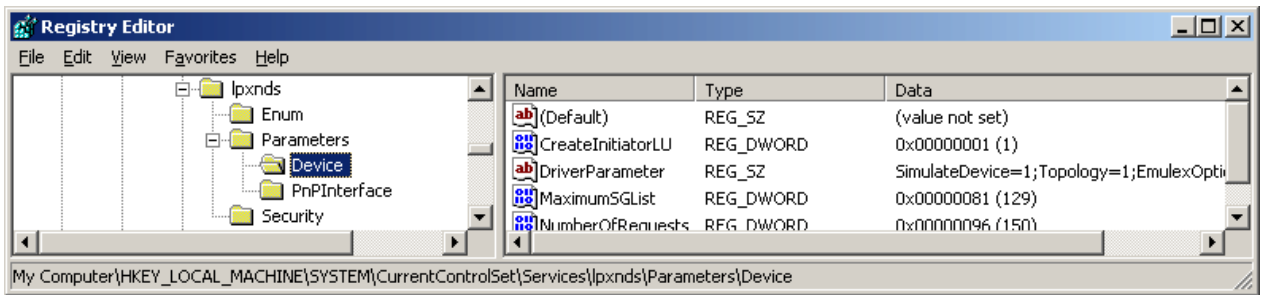 Registry Editor
File Edit View Favorites Help
lpxnds
Enum
Parameters
Device
PnPInterface
Security
Name Type Data
(Default) REG_SZ (value not set)
CreateInitiatorLU REG_DWORD 0x00000001 (1)
DriverParameter REG_SZ SimulateDevice=1;Topology=1;EmulexOpti
MaximumSGList REG_DWORD 0x00000081 (129)
NumberOfRequests REG_DWORD 0x00000096 (150)
My Computer\HKEY_LOCAL_MACHINE\SYSTEM\CurrentControlSet\Services\lpxnds\Parameters\Device